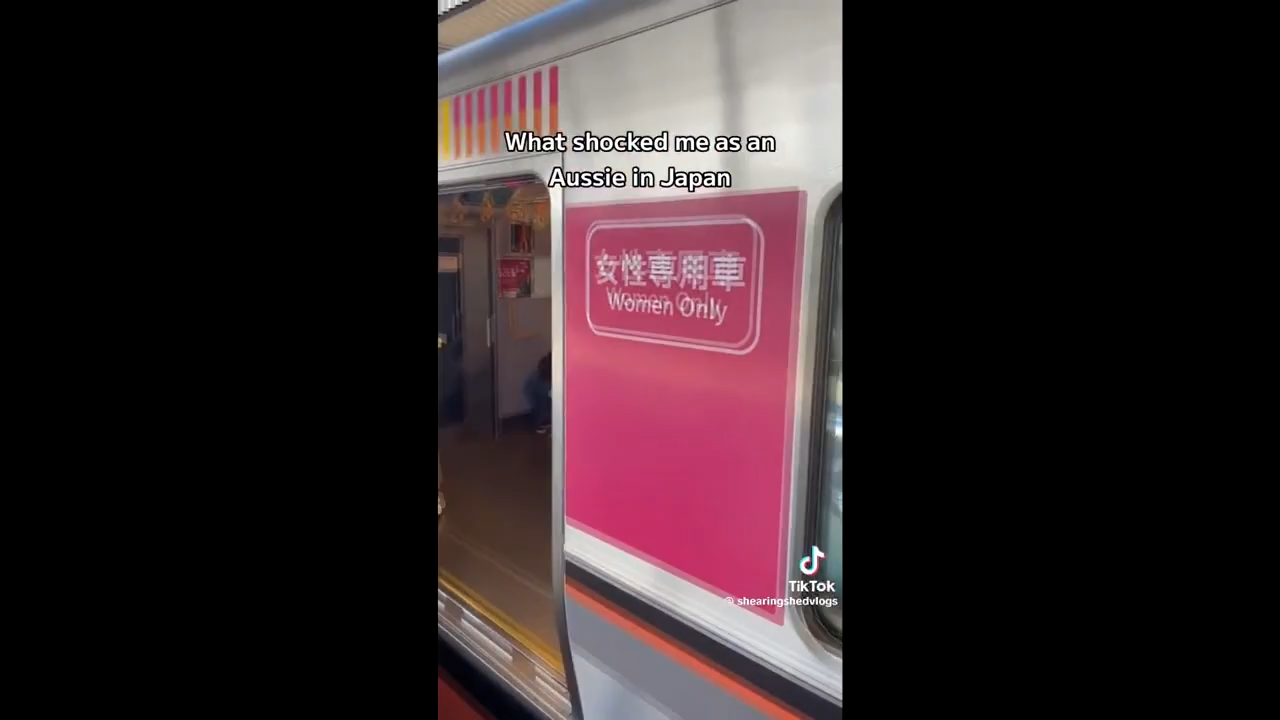 What shocked me as an
Aussie in Japan
女性専用車
Women Only
TikTok
@ shearingshedvlogs